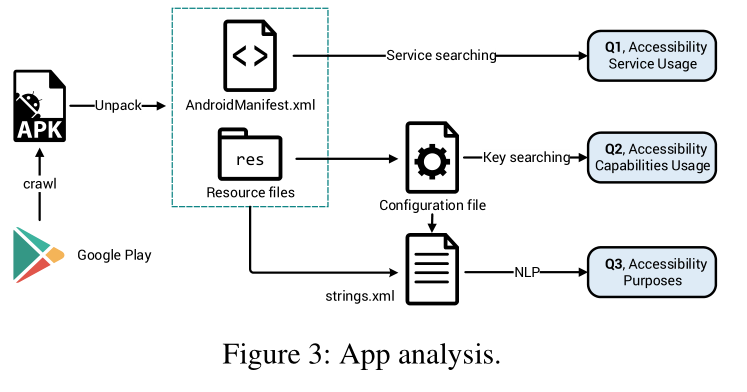 Service searching
Q1, Accessibility
Service Usage
AndroidManifest.xml
APK
Unpack
res
Resource files
Key searching
Q2, Accessibility
Capabilities Usage
Configuration file
crawl
Google Play
strings.xml
NLP
Q3, Accessibility
Purposes
Figure 3: App analysis.